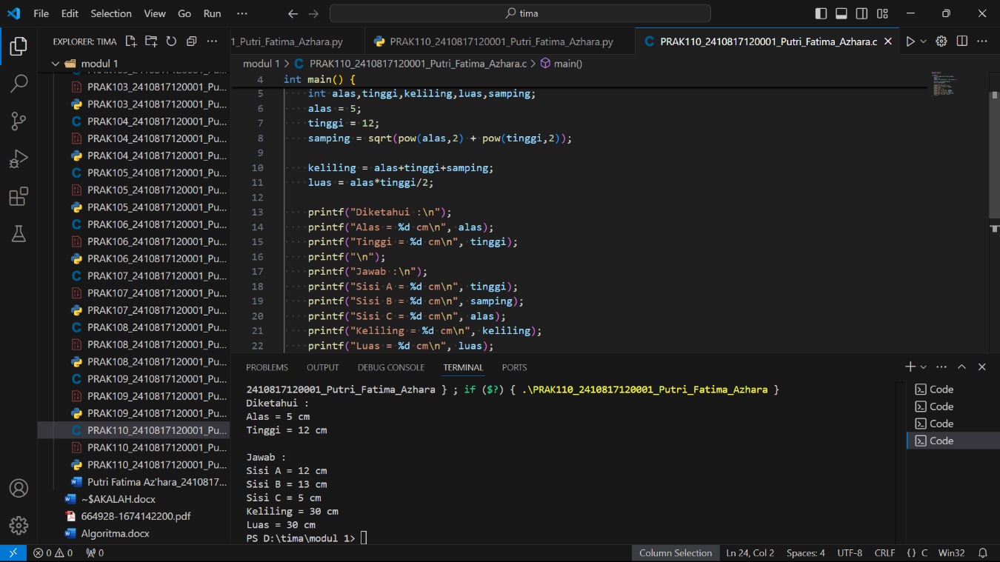 File Edit Selection View Go Run ··· tima
EXPLORER: TIMA
1_Putri_Fatima_Azhara.py PRAK110_2410817120001_Putri_Fatima_Azhara.py PRAK110_2410817120001_Putri_Fatima_Azhara.c
modul 1 > PRAK110_2410817120001_Putri_Fatima_Azhara.c > main()
modul 1
PRAK103_2410817120001_Pu...
PRAK103_2410817120001_Pu...
PRAK104_2410817120001_Pu...
PRAK104_2410817120001_Pu...
PRAK104_2410817120001_Pu...
PRAK105_2410817120001_Pu...
PRAK105_2410817120001_Pu...
PRAK105_2410817120001_Pu...
PRAK106_2410817120001_Pu...
PRAK106_2410817120001_Pu...
PRAK106_2410817120001_Pu...
PRAK107_2410817120001_Pu...
PRAK107_2410817120001_Pu...
PRAK107_2410817120001_Pu...
PRAK108_2410817120001_Pu...
PRAK108_2410817120001_Pu...
PRAK108_2410817120001_Pu...
PRAK109_2410817120001_Pu...
PRAK109_2410817120001_Pu...
PRAK109_2410817120001_Pu...
PRAK110_2410817120001_Pu...
PRAK110_2410817120001_Pu...
PRAK110_2410817120001_Pu...
Putri Fatima Az'hara_2410817...
~$AKALAH.docx
664928-1674142200.pdf
Algoritma.docx
4 int main() {
5 int alas,tinggi,keliling,luas,samping;
6 alas = 5;
7 tinggi = 12;
8 samping = sqrt(pow(alas,2) + pow(tinggi,2));
9
10 keliling = alas+tinggi+samping;
11 luas = alas*tinggi/2;
12
13 printf("Diketahui :\n");
14 printf("Alas = %d cm\n", alas);
15 printf("Tinggi = %d cm\n", tinggi);
16 printf("\n");
17 printf("Jawab :\n");
18 printf("Sisi A = %d cm\n", tinggi);
19 printf("Sisi B = %d cm\n", samping);
20 printf("Sisi C = %d cm\n", alas);
21 printf("Keliling = %d cm\n", keliling);
22 printf("Luas = %d cm\n", luas);
PROBLEMS OUTPUT DEBUG CONSOLE TERMINAL PORTS
2410817120001_Putri_Fatima_Azhara } ; if ($?) { .\PRAK110_2410817120001_Putri_Fatima_Azhara }
Diketahui :
Alas = 5 cm
Tinggi = 12 cm

Jawab :
Sisi A = 12 cm
Sisi B = 13 cm
Sisi C = 5 cm
Keliling = 30 cm
Luas = 30 cm
PS D:\tima\modul 1>
Code
Code
Code
Code
0 0 0 Column Selection Ln 24, Col 2 Spaces: 4 UTF-8 CRLF {} C Win32